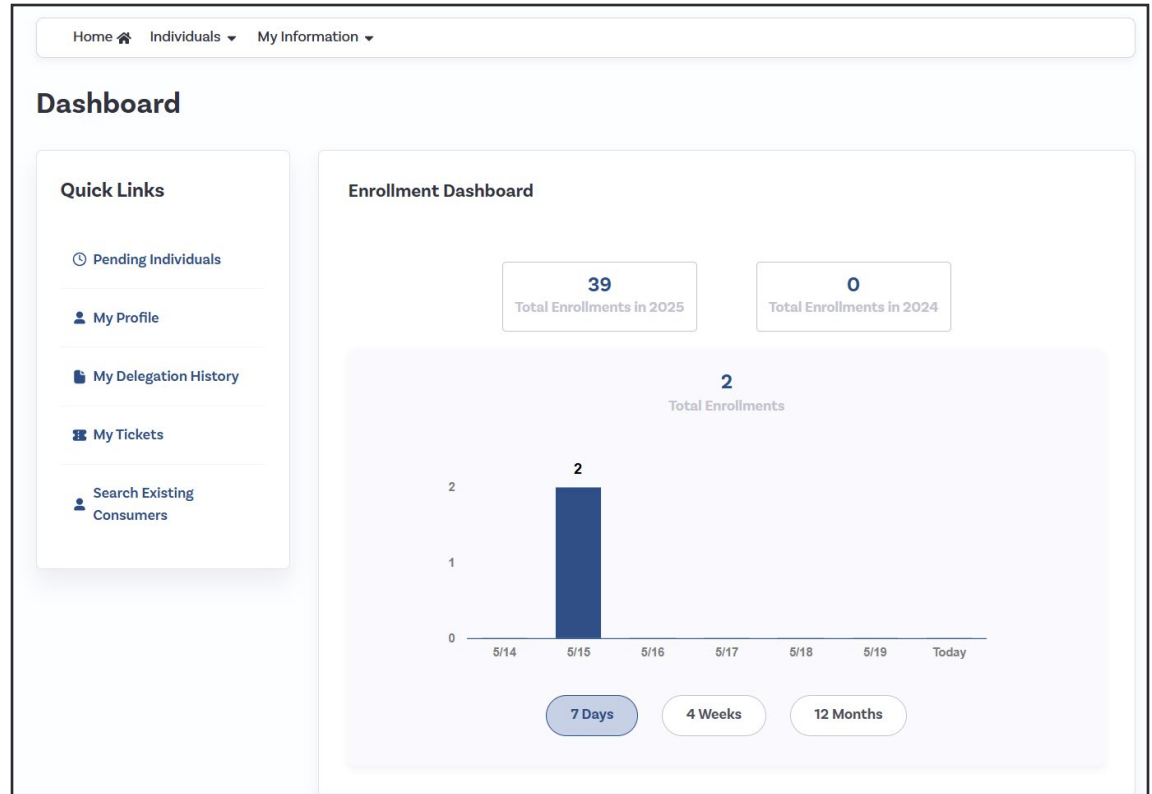 Home Individuals My Information
Dashboard
Quick Links
Pending Individuals
My Profile
My Delegation History
My Tickets
Search Existing
Consumers
Enrollment Dashboard
39
Total Enrollments in 2025
0
Total Enrollments in 2024
2
Total Enrollments
2
2
1
0
5/14 5/15 5/16 5/17 5/18 5/19 Today
7 Days 4 Weeks 12 Months